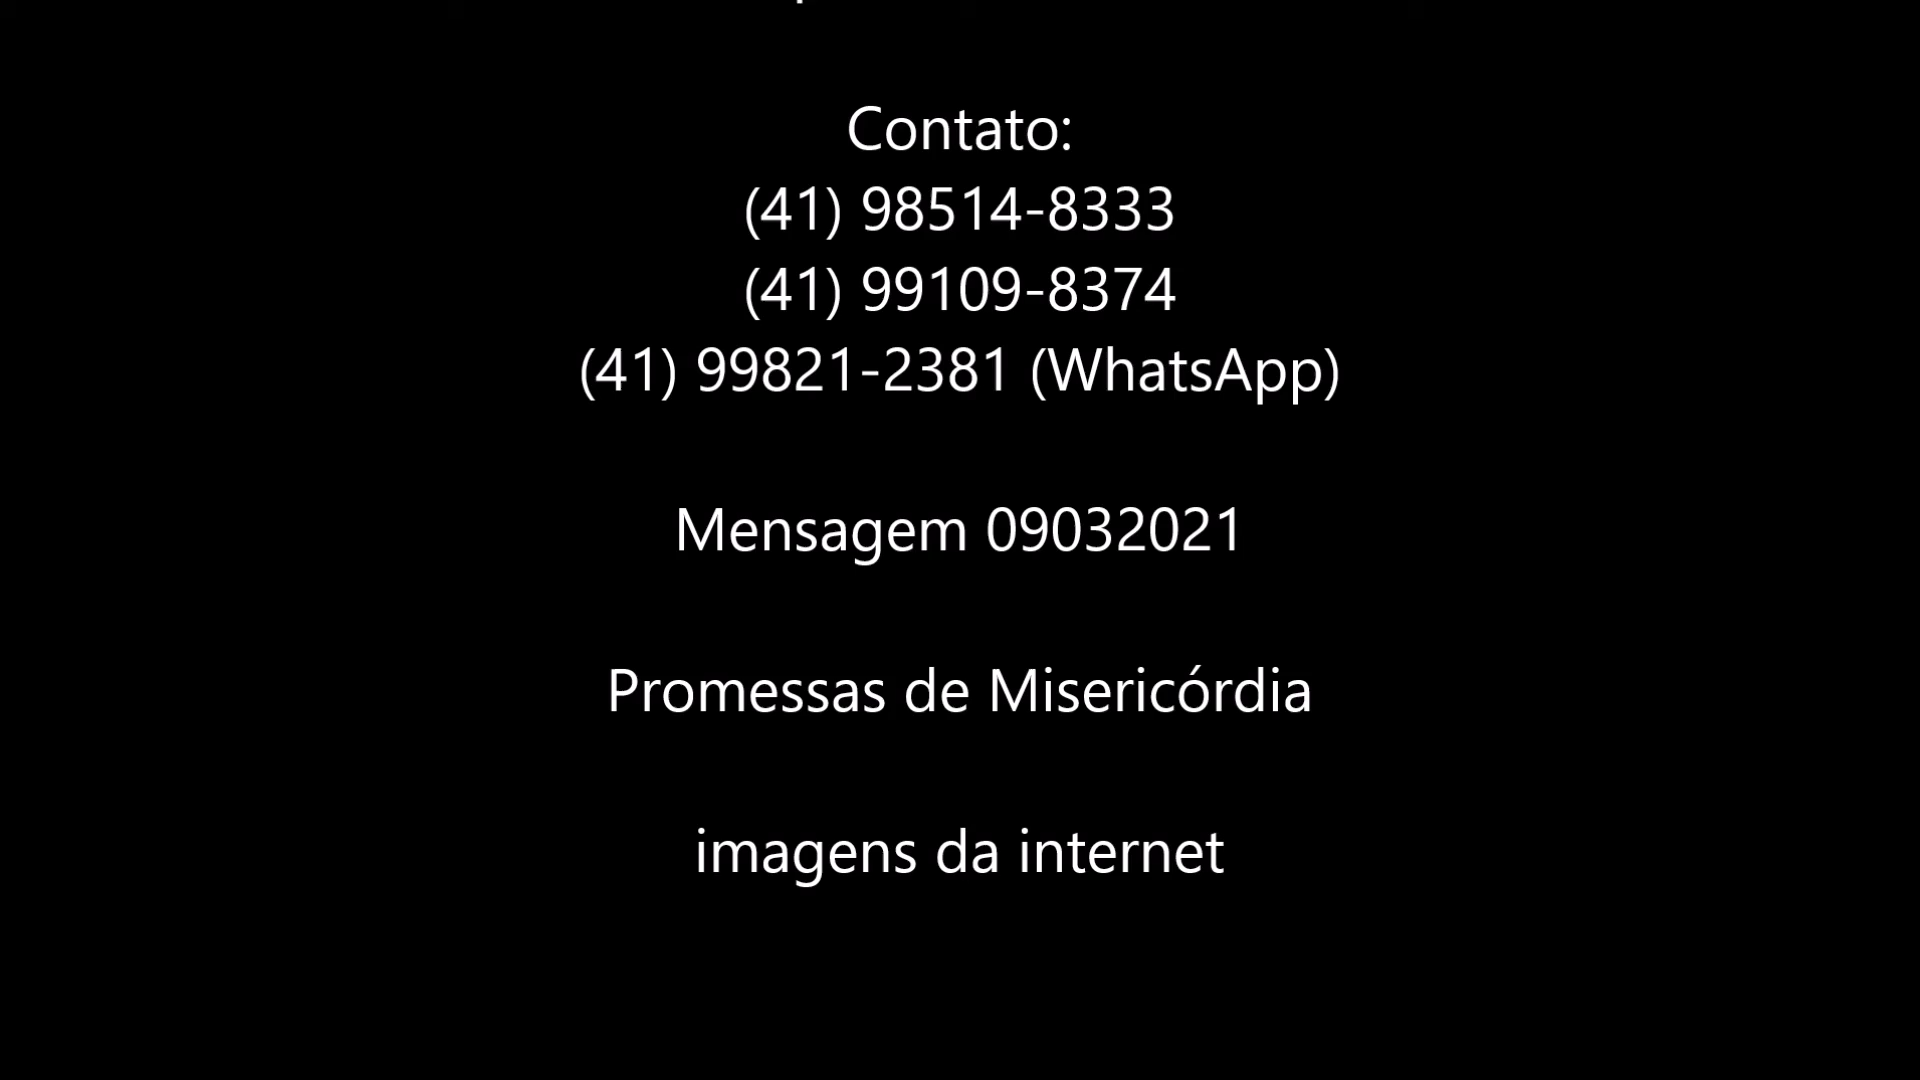 Contato:
(41) 98514-8333
(41) 99109-8374
(41) 99821-2381 (WhatsApp)
Mensagem 09032021
Promessas de Misericórdia
imagens da internet